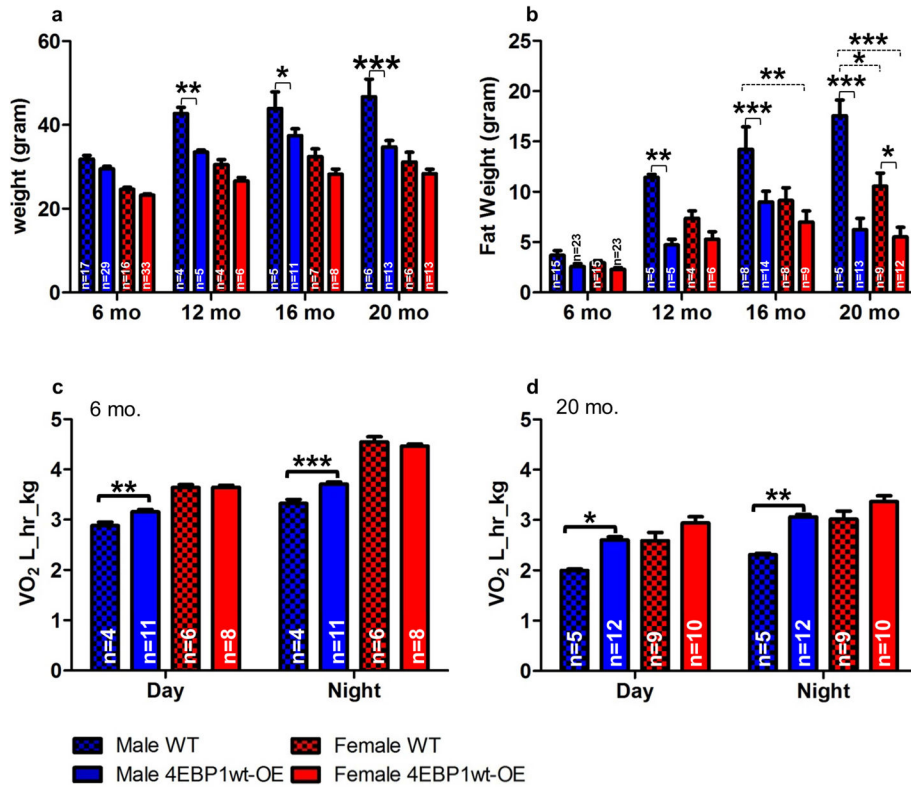 a
weight (gram)
60
40
20
0
** * ***
n=17 n=29 n=16 n=33 n=4 n=5 n=4 n=6 n=5 n=11 n=7 n=8 n=6 n=13 n=6 n=13
6 mo 12 mo 16 mo 20 mo
b
Fat Weight (gram)
25
20
15
10
5
0
***
** *
*** ***
** *
n=15 n=23 n=15 n=23 n=5 n=5 n=4 n=6 n=8 n=14 n=8 n=9 n=5 n=13 n=9 n=12
6 mo 12 mo 16 mo 20 mo
c
6 mo.
VO₂ L_hr_kg
5
4
3
2
1
0
** ***
n=4 n=11 n=6 n=8 n=4 n=11 n=6 n=8
Day Night
d
20 mo.
VO₂ L_hr_kg
5
4
3
2
1
0
* **
n=5 n=12 n=9 n=10 n=5 n=12 n=9 n=10
Day Night
Male WT Female WT
Male 4EBP1wt-OE Female 4EBP1wt-OE